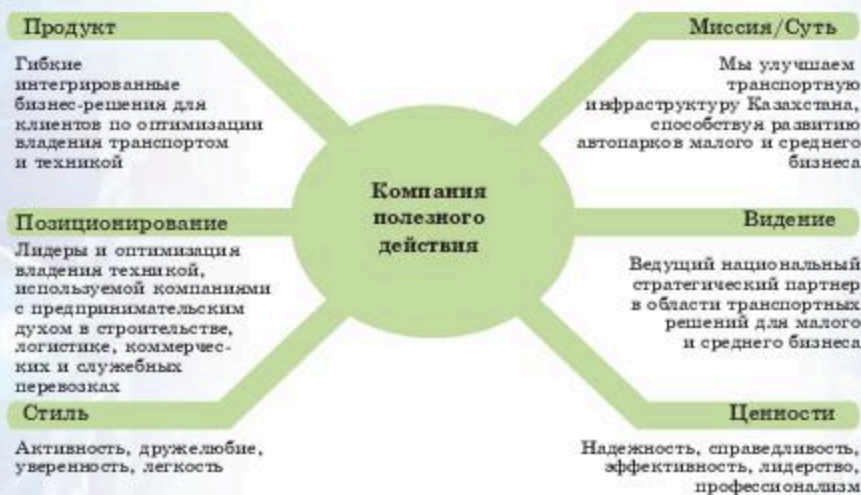 Продукт
Гибкие
интегрированные
бизнес-решения для
клиентов по оптимизации
владения транспортом
и техникой
Позиционирование
Лидеры и оптимизация
владения техникой,
используемой компаниями
с предпринимательским
духом в строительстве,
логистике, коммерчес-
ких и служебных
перевозках
Стиль
Активность, дружелюбие,
уверенность, легкость
Компания
полезного
действия
Миссия/Суть
Мы улучшаем
транспортную
инфраструктуру Казахстана,
способствуя развитию
автопарков малого и среднего
бизнеса
Видение
Ведущий национальный
стратегический партнер
в области транспортных
решений для малого
и среднего бизнеса
Ценности
Надежность, справедливость,
эффективность, лидерство,
профессионализм